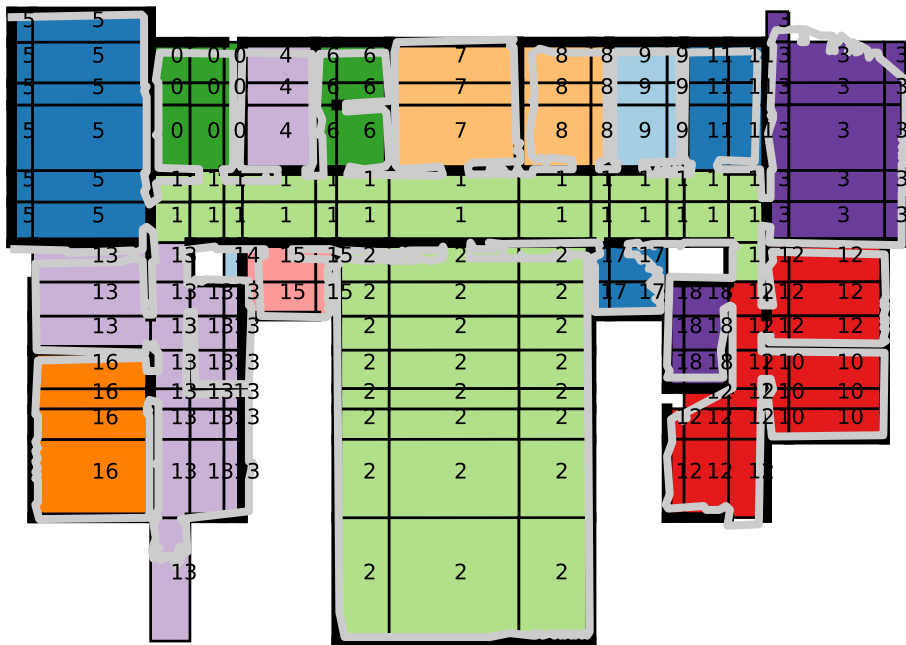 3
5 5 0 0 0 4 6 6 7 8 8 9 9 11 11 3 3 3
5 5 0 0 0 4 6 6 7 8 8 9 9 11 11 3 3 3
5 5 0 0 0 4 6 6 7 8 8 9 9 11 11 3 3 3
5 5 1 1 1 1 1 1 1 1 1 1 1 1 1 3 3 3
5 5 1 1 1 1 1 1 1 1 1 1 1 1 1 3 3 3
13 13 14 15 15 2 2 2 17 17 13 12 12
13 13 13 13 15 15 2 2 2 17 17 18 18 12 12 12
13 13 13 13 2 2 2 18 18 12 12 12
16 13 13 13 2 2 2 18 18 12 10 10
16 13 13 13 2 2 2 12 12 10 10
16 13 13 13 2 2 2 12 12 12 10 10
16 13 13 13 2 2 2 12 12 12
13 2 2 2